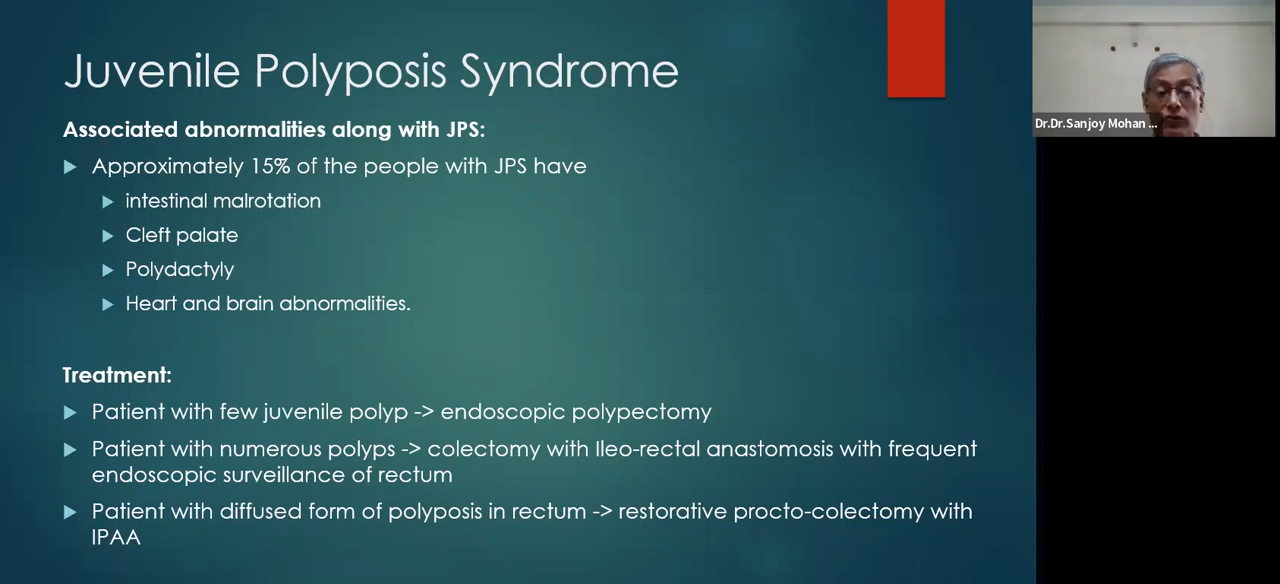 Juvenile Polyposis Syndrome
Associated abnormalities along with JPS:
Approximately 15% of the people with JPS have
intestinal malrotation
Cleft palate
Polydactyly
Heart and brain abnormalities.
Treatment:
Patient with few juvenile polyp -> endoscopic polypectomy
Patient with numerous polyps -> colectomy with Ileo-rectal anastomosis with frequent
endoscopic surveillance of rectum
Patient with diffused form of polyposis in rectum -> restorative procto-colectomy with
IPAA
Dr.Dr.Sanjoy Mohan ...